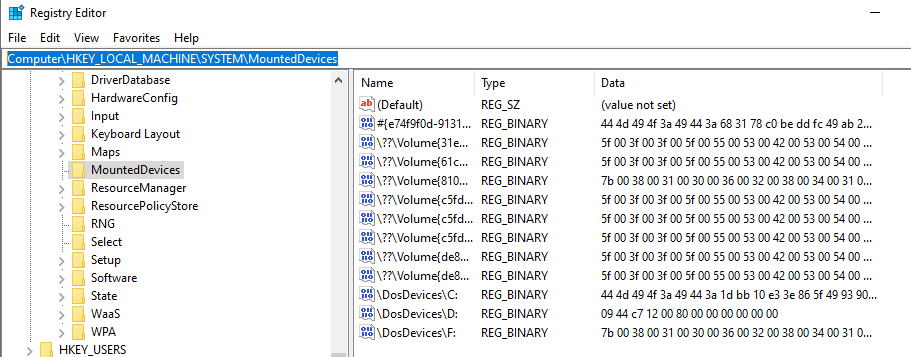 Registry Editor
File Edit View Favorites Help
Computer\HKEY_LOCAL_MACHINE\SYSTEM\MountedDevices
DriverDatabase
HardwareConfig
Input
Keyboard Layout
Maps
MountedDevices
ResourceManager
ResourcePolicyStore
RNG
Select
Setup
Software
State
WaaS
WPA
HKEY_USERS
Name Type Data
(Default) REG_SZ (value not set)
#{e74f9f0d-9131... REG_BINARY 44 4d 49 4f 3a 49 44 3a 68 31 78 c0 be dd fc 49 ab 2...
\??\Volume{31e... REG_BINARY 5f 00 3f 00 3f 00 5f 00 55 00 53 00 42 00 53 00 54 00 ...
\??\Volume{61c... REG_BINARY 5f 00 3f 00 3f 00 5f 00 55 00 53 00 42 00 53 00 54 00 ...
\??\Volume{810... REG_BINARY 7b 00 38 00 31 00 30 00 36 00 32 00 38 00 34 00 31 0...
\??\Volume{c5fd... REG_BINARY 5f 00 3f 00 3f 00 5f 00 55 00 53 00 42 00 53 00 54 00 ...
\??\Volume{c5fd... REG_BINARY 5f 00 3f 00 3f 00 5f 00 55 00 53 00 42 00 53 00 54 00 ...
\??\Volume{c5fd... REG_BINARY 5f 00 3f 00 3f 00 5f 00 55 00 53 00 42 00 53 00 54 00 ...
\??\Volume{de8... REG_BINARY 5f 00 3f 00 3f 00 5f 00 55 00 53 00 42 00 53 00 54 00 ...
\??\Volume{de8... REG_BINARY 5f 00 3f 00 3f 00 5f 00 55 00 53 00 42 00 53 00 54 00 ...
\DosDevices\C: REG_BINARY 44 4d 49 4f 3a 49 44 3a 1d bb 10 e3 3e 86 5f 49 93 90...
\DosDevices\D: REG_BINARY 09 44 c7 12 00 80 00 00 00 00 00 00
\DosDevices\F: REG_BINARY 7b 00 38 00 31 00 30 00 36 00 32 00 38 00 34 00 31 0...